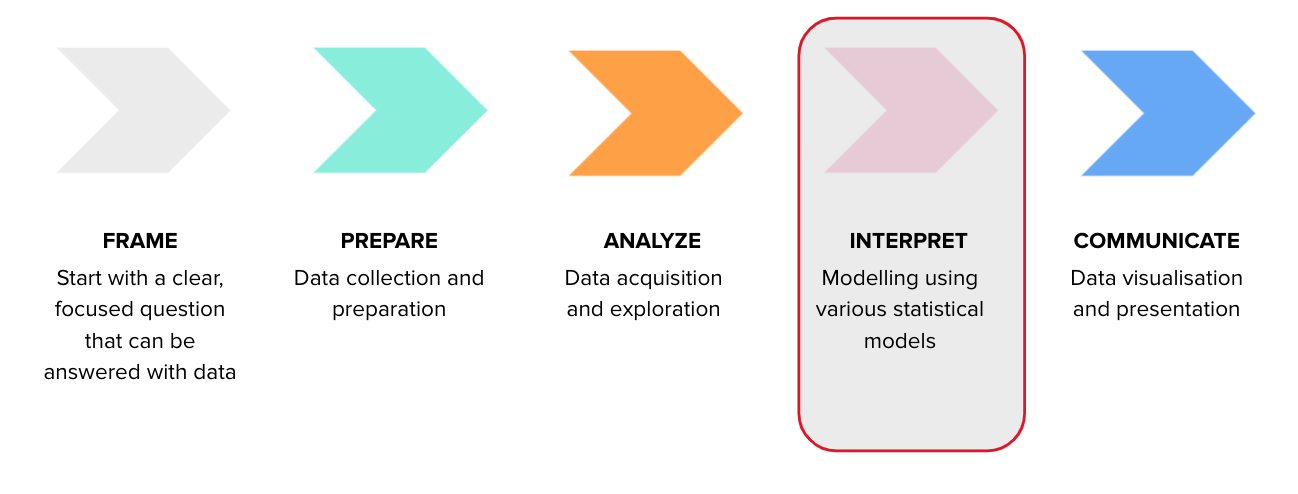 FRAME
Start with a clear,
focused question
that can be
answered with data
PREPARE
Data collection and
preparation
ANALYZE
Data acquisition
and exploration
INTERPRET
Modelling using
various statistical
models
COMMUNICATE
Data visualisation
and presentation